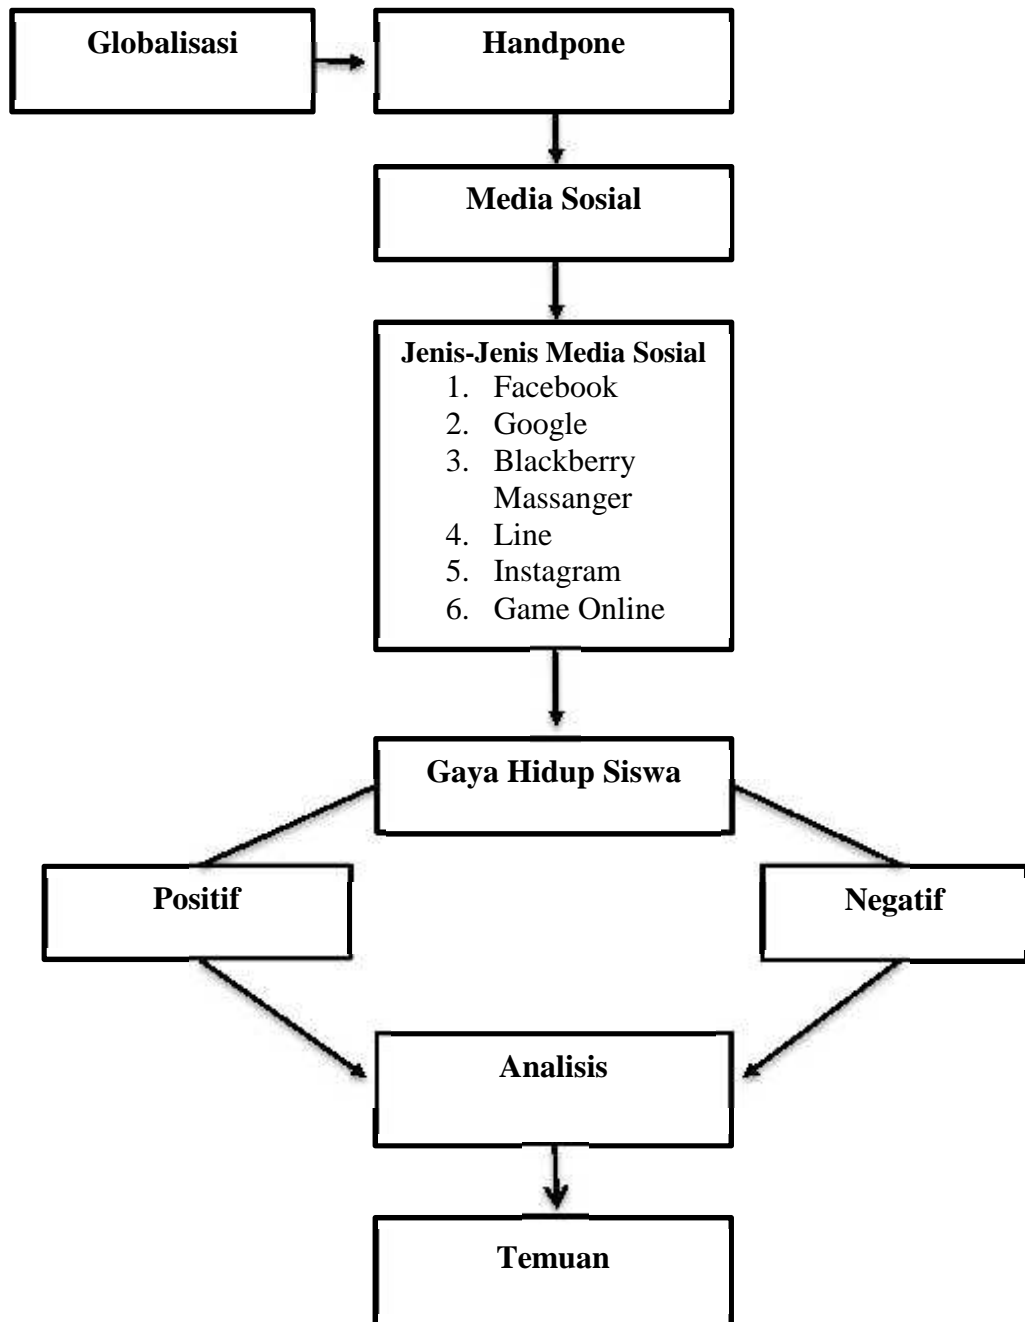 Globalisasi
Handpone
Media Sosial
Jenis-Jenis Media Sosial
1. Facebook
2. Google
3. Blackberry
Massanger
4. Line
5. Instagram
6. Game Online
Gaya Hidup Siswa
Positif
Negatif
Analisis
Temuan